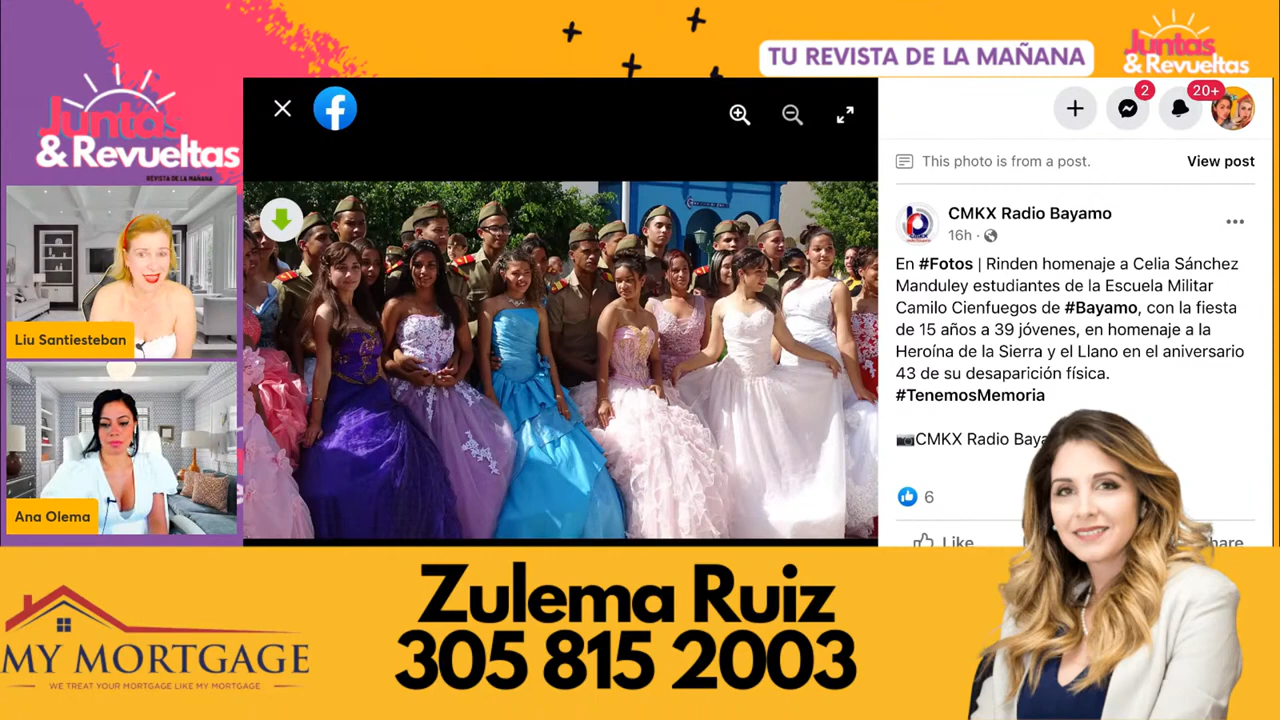 TU REVISTA DE LA MAÑANA
Juntas
& Revueltas
Juntas
& Revueltas
REVISTA DE LA MAÑANA
2
20+
This photo is from a post.
View post
CMKX Radio Bayamo
16h ·
En #Fotos | Rinden homenaje a Celia Sánchez
Manduley estudiantes de la Escuela Militar
Camilo Cienfuegos de #Bayamo, con la fiesta
de 15 años a 39 jóvenes, en homenaje a la
Heroína de la Sierra y el Llano en el aniversario
43 de su desaparición física.
#TenemosMemoria
CMKX Radio Baya
6
Like
hare
Liu Santiesteban
Ana Olema
Zulema Ruiz
305 815 2003
MY MORTGAGE
WE TREAT YOUR MORTGAGE LIKE MY MORTGAGE